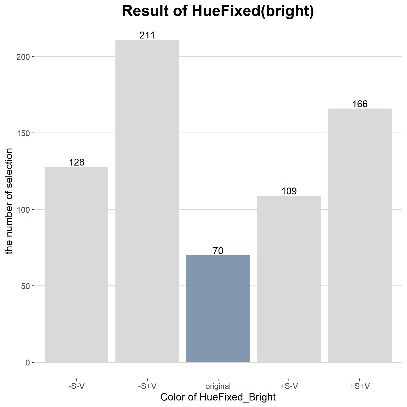 Result of HueFixed(bright)
the number of selection
200
150
100
50
0
128
211
70
109
166
-S-V
-S+V
original
+S-V
+S+V
Color of HueFixed_Bright